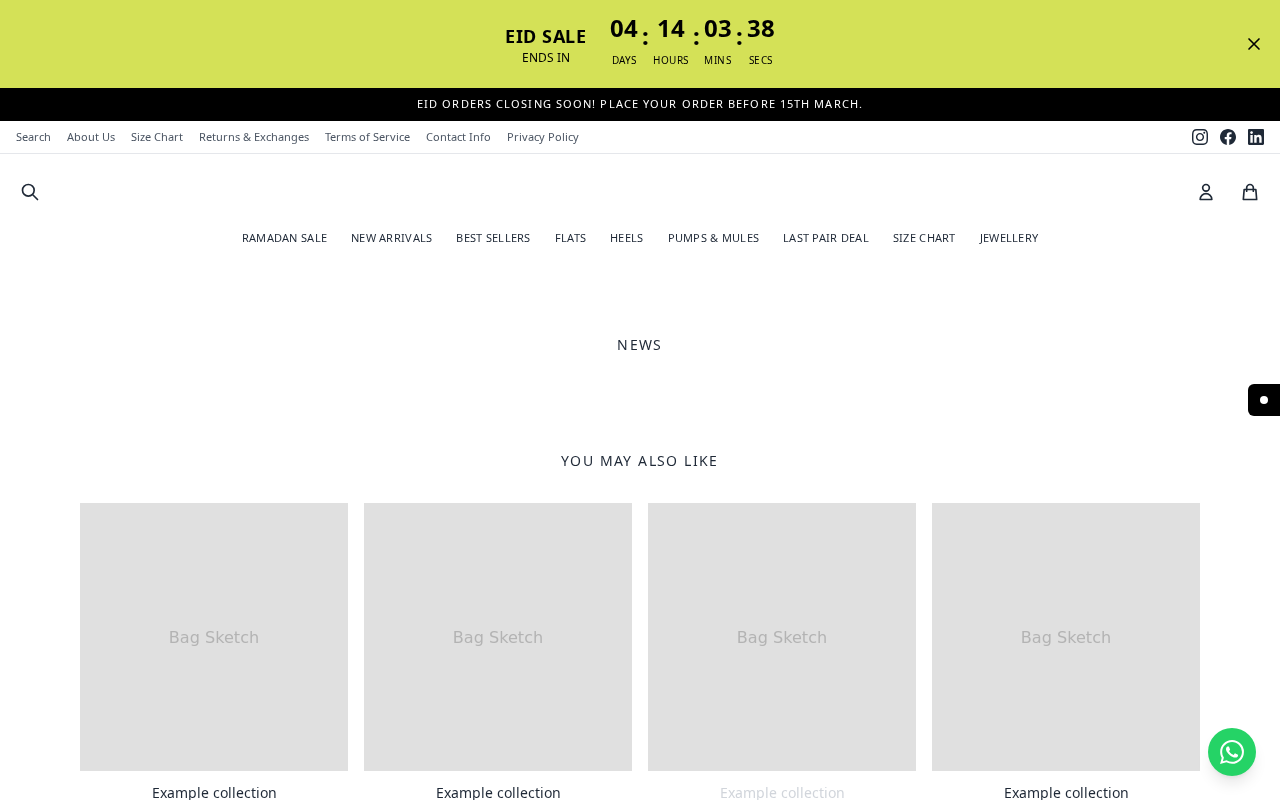 EID SALE
ENDS IN
04 : 14 : 03 : 38
DAYS HOURS MINS SECS
EID ORDERS CLOSING SOON! PLACE YOUR ORDER BEFORE 15TH MARCH.
Search About Us Size Chart Returns & Exchanges Terms of Service Contact Info Privacy Policy
RAMADAN SALE NEW ARRIVALS BEST SELLERS FLATS HEELS PUMPS & MULES LAST PAIR DEAL SIZE CHART JEWELLERY
NEWS
YOU MAY ALSO LIKE
Bag Sketch Bag Sketch Bag Sketch Bag Sketch
Example collection Example collection Example collection Example collection